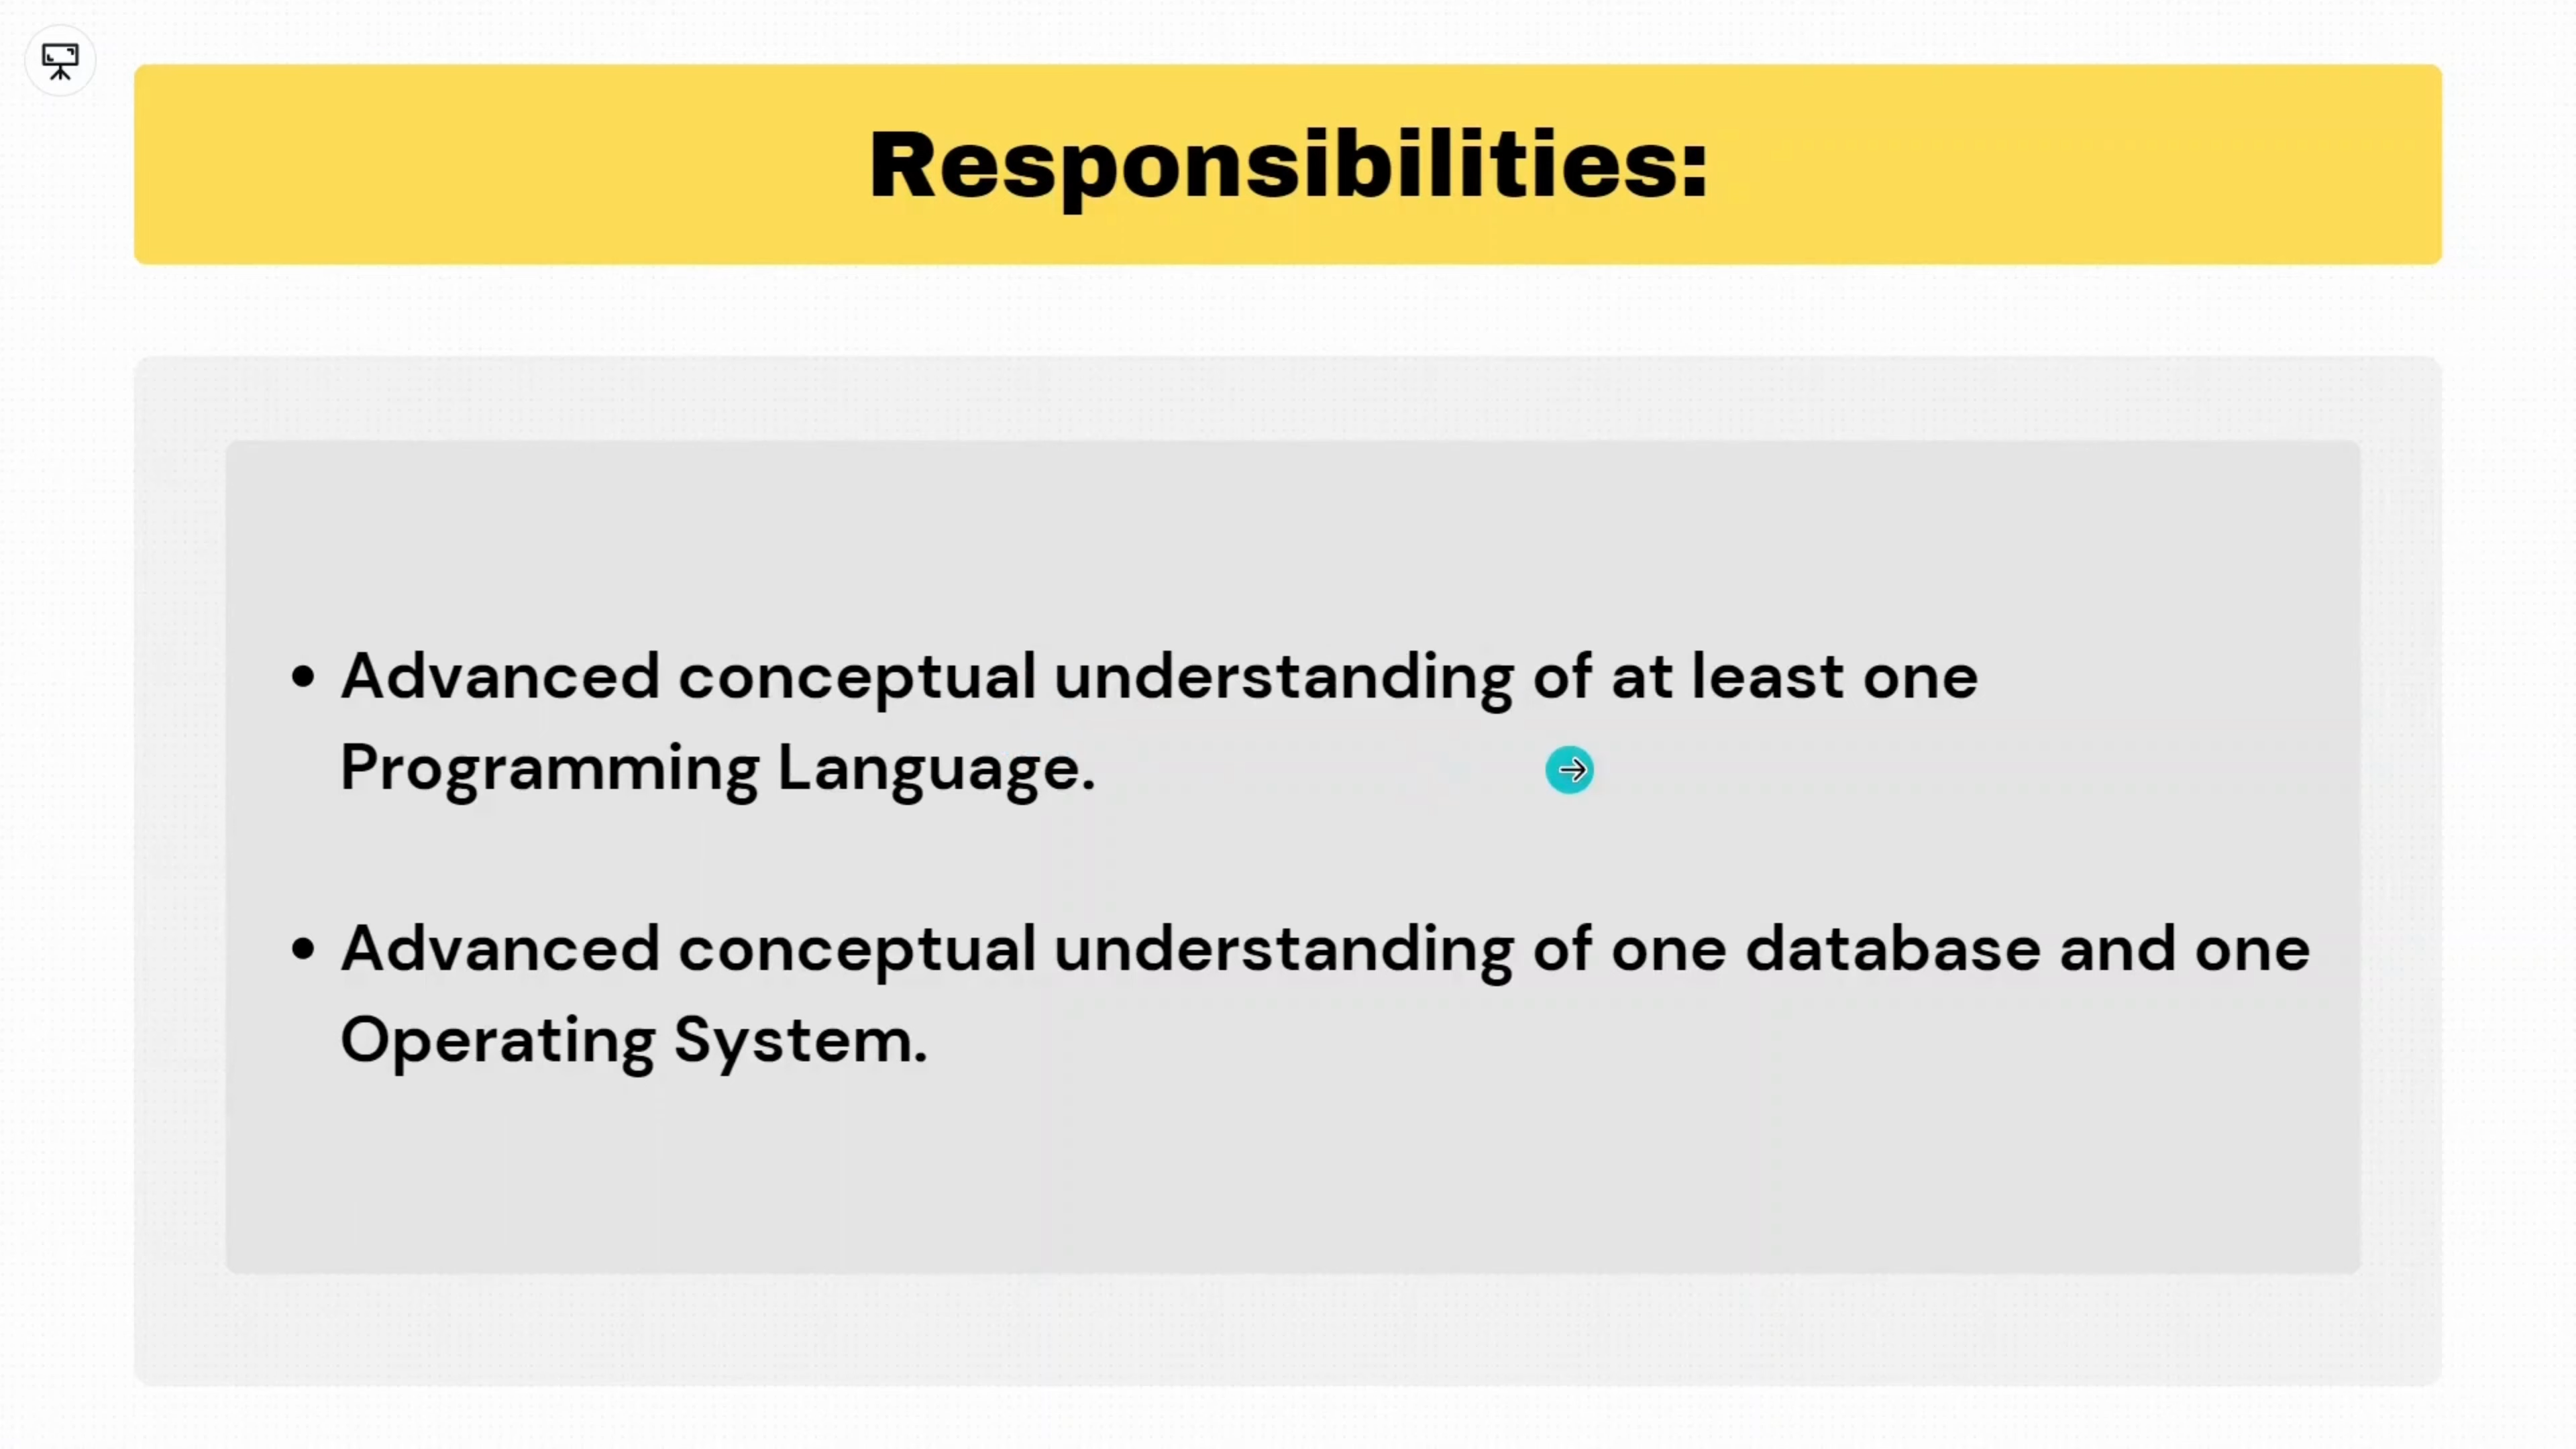 Responsibilities:
• Advanced conceptual understanding of at least one
Programming Language.
• Advanced conceptual understanding of one database and one
Operating System.